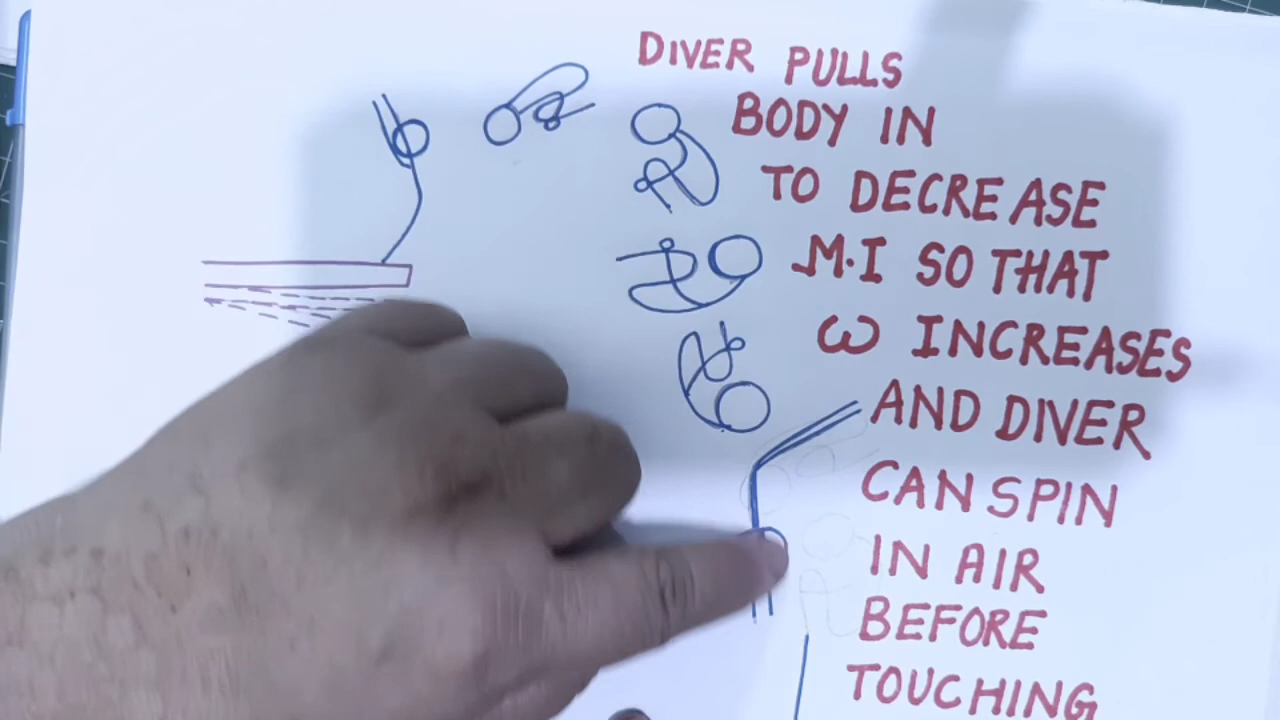 DIVER PULLS
BODY IN
TO DECREASE
M.I SO THAT
ω INCREASES
AND DIVER
CAN SPIN
IN AIR
BEFORE
TOUCHING